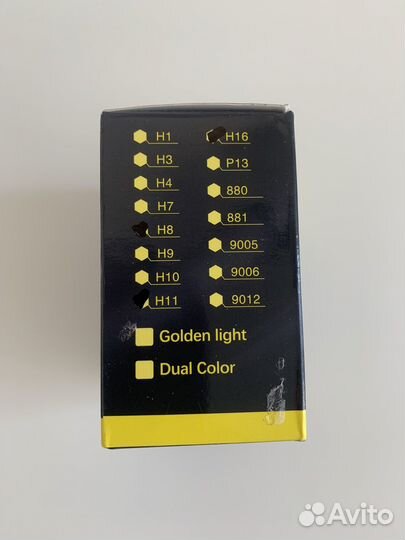 H1
H3
H4
H7
H8
H9
H10
H11
H16
P13
880
881
9005
9006
9012
Golden light
Dual Color
Avito